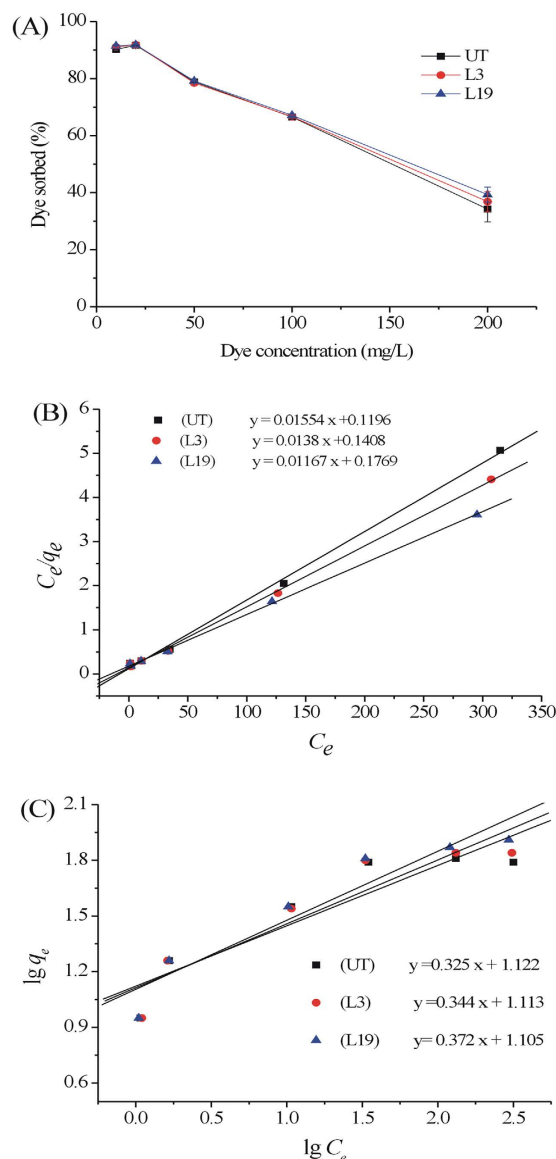 (A)
UT
L3
L19
100
80
60
40
20
0
Dye sorbed (%)
0 50 100 150 200
Dye concentration (mg/L)
(B)
(UT) y=0.01554 x+0.1196
(L3) y=0.0138 x+0.1408
(L19) y=0.01167 x+0.1769
6
5
4
3
2
1
0
Ce/qe
0 50 100 150 200 250 300 350
Ce
(C)
2.1
1.8
1.5
1.2
0.9
0.6
lg qe
(UT) y=0.325 x + 1.122
(L3) y=0.344 x + 1.113
(L19) y= 0.372 x + 1.105
0.0 0.5 1.0 1.5 2.0 2.5
lg Ce